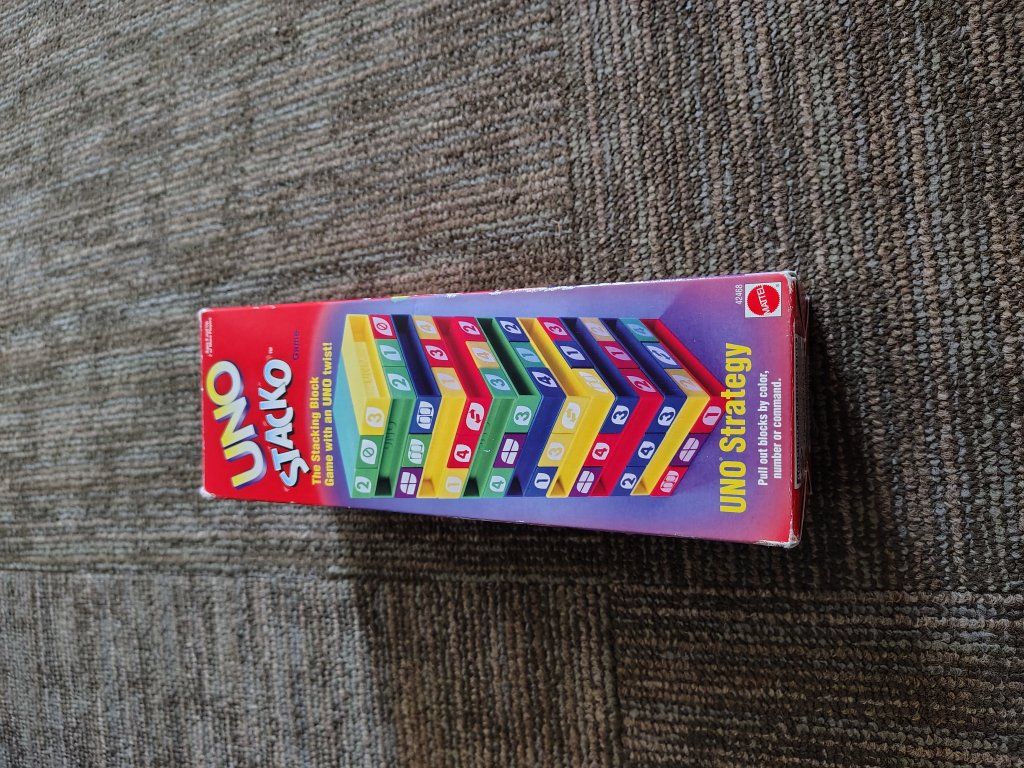 UNO
STACKO™
Game
The Stacking Block
Game with an UNO twist!
UNO Strategy
Pull out blocks by color,
number or command.
42468
MATTEL